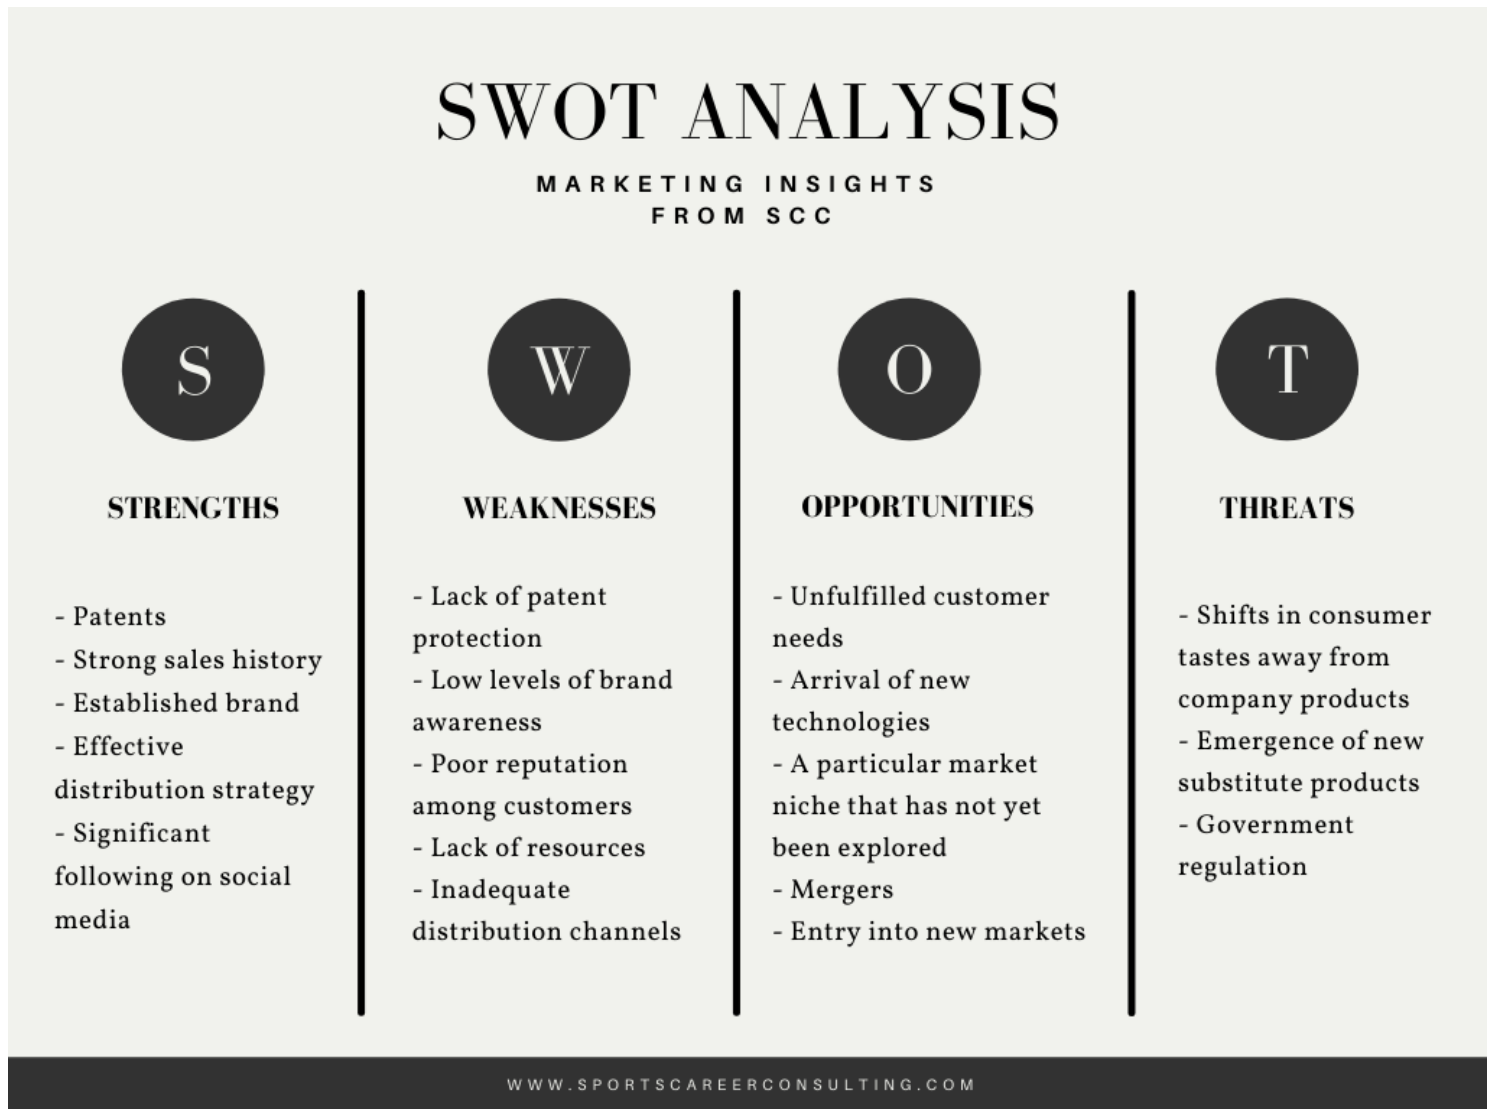 SWOT ANALYSIS
MARKETING INSIGHTS
FROM SCC
S
STRENGTHS
- Patents
- Strong sales history
- Established brand
- Effective
distribution strategy
- Significant
following on social
media
W
WEAKNESSES
- Lack of patent
protection
- Low levels of brand
awareness
- Poor reputation
among customers
- Lack of resources
- Inadequate
distribution channels
O
OPPORTUNITIES
- Unfulfilled customer
needs
- Arrival of new
technologies
- A particular market
niche that has not yet
been explored
- Mergers
- Entry into new markets
T
THREATS
- Shifts in consumer
tastes away from
company products
- Emergence of new
substitute products
- Government
regulation
WWW.SPORTSCAREERCONSULTING.COM